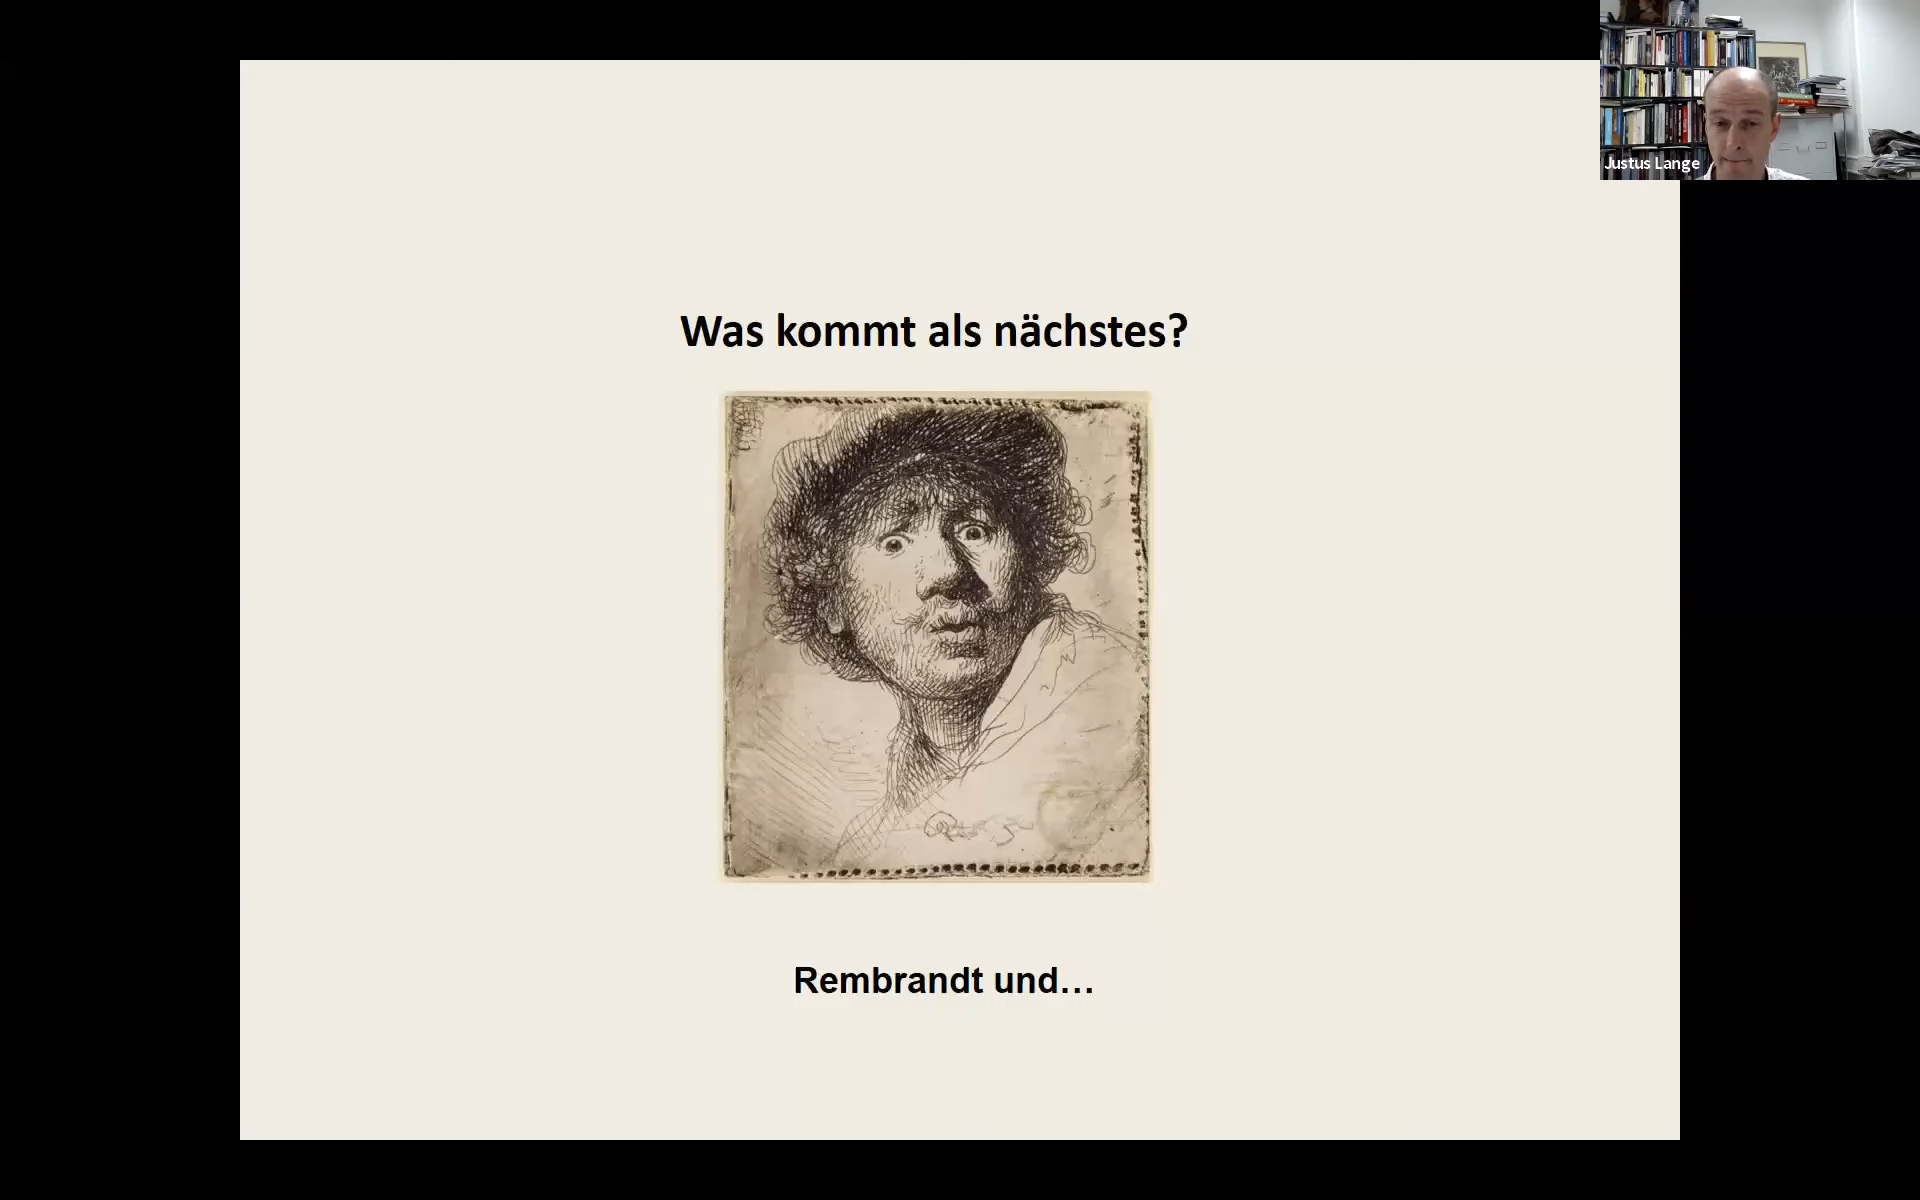 Justus Lange
Was kommt als nächstes?
Rembrandt und…